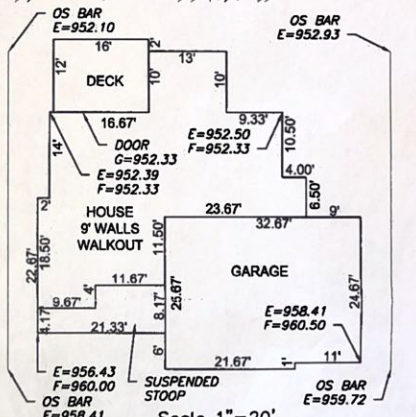 OS BAR
E=952.10
OS BAR
E=952.93
16'
2'
13'
12'
DECK
10'
10'
16.67'
9.33'
DOOR
G=952.33
E=952.50
F=952.33
10.50'
14'
E=952.39
F=952.33
4.00'
2'
HOUSE
9' WALLS
WALKOUT
23.67'
6.50'
9'
32.67'
11.50'
22.67'
18.50'
GARAGE
11.67'
4'
25.67'
24.67'
9.67'
8.17'
E=958.41
F=960.50
4.17'
21.33'
6'
21.67'
1'
11'
E=956.43
F=960.00
SUSPENDED
STOOP
OS BAR
E=958.41
OS BAR
E=959.72
Scale 1"=20'